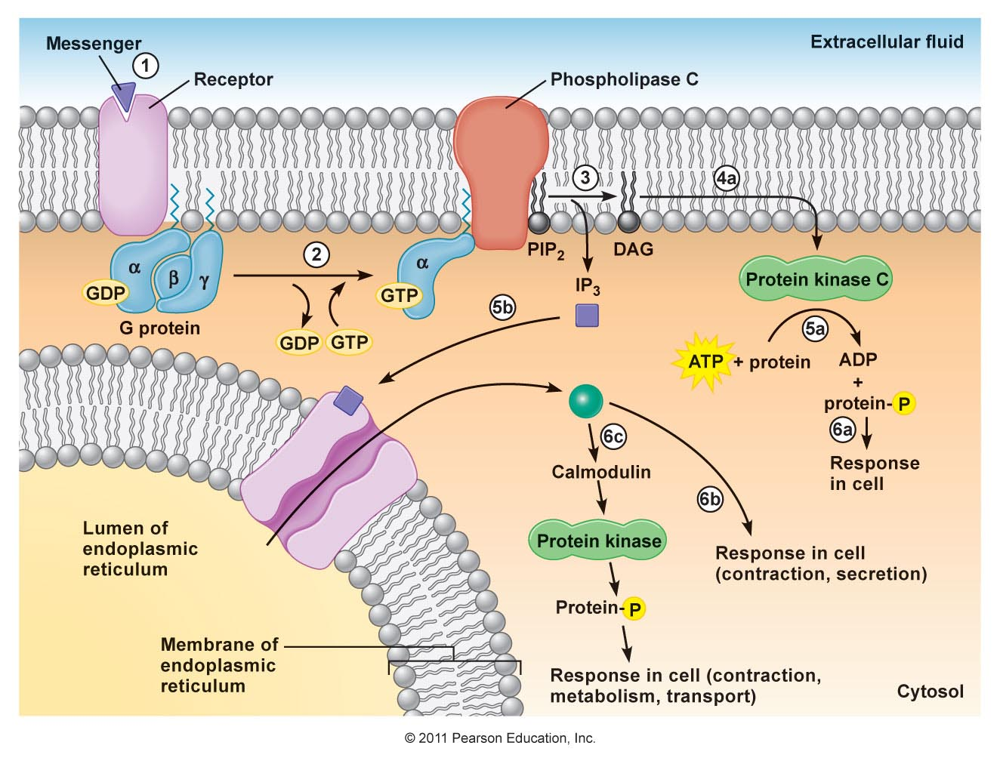 Messenger
1
Extracellular fluid
Receptor
Phospholipase C
3
4a
PIP2
DAG
2
α
β
γ
GDP
G protein
GDP
GTP
α
GTP
IP3
5b
Protein kinase C
5a
ATP + protein
ADP
+
protein-P
6a
Response
in cell
6c
Calmodulin
6b
Protein kinase
Response in cell
(contraction, secretion)
Protein-P
Response in cell (contraction,
metabolism, transport)
Lumen of
endoplasmic
reticulum
Membrane of
endoplasmic
reticulum
Cytosol
© 2011 Pearson Education, Inc.